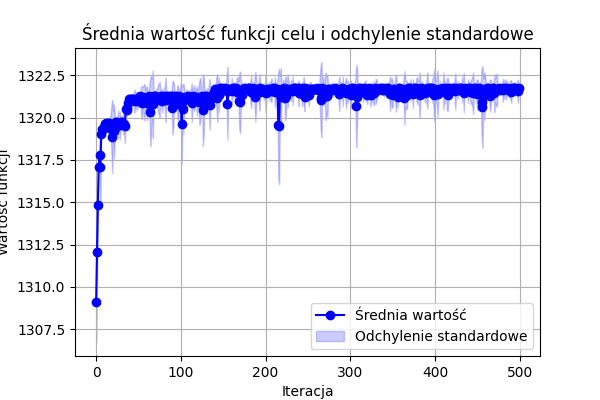 Średnia wartość funkcji celu i odchylenie standardowe
1322.5
1320.0
1317.5
1315.0
1312.5
1310.0
1307.5
Wartość funkcji
0 100 200 300 400 500
Iteracja
Średnia wartość
Odchylenie standardowe